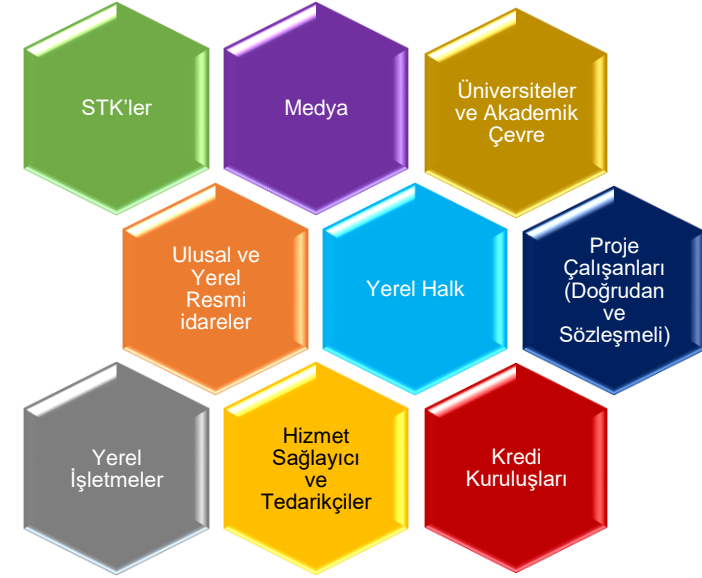 STK'ler
Medya
Üniversiteler
ve Akademik
Çevre
Ulusal ve
Yerel
Resmi
idareler
Yerel Halk
Proje
Çalışanları
(Doğrudan
ve
Sözleşmeli)
Yerel
İşletmeler
Hizmet
Sağlayıcı
ve
Tedarikçiler
Kredi
Kuruluşları